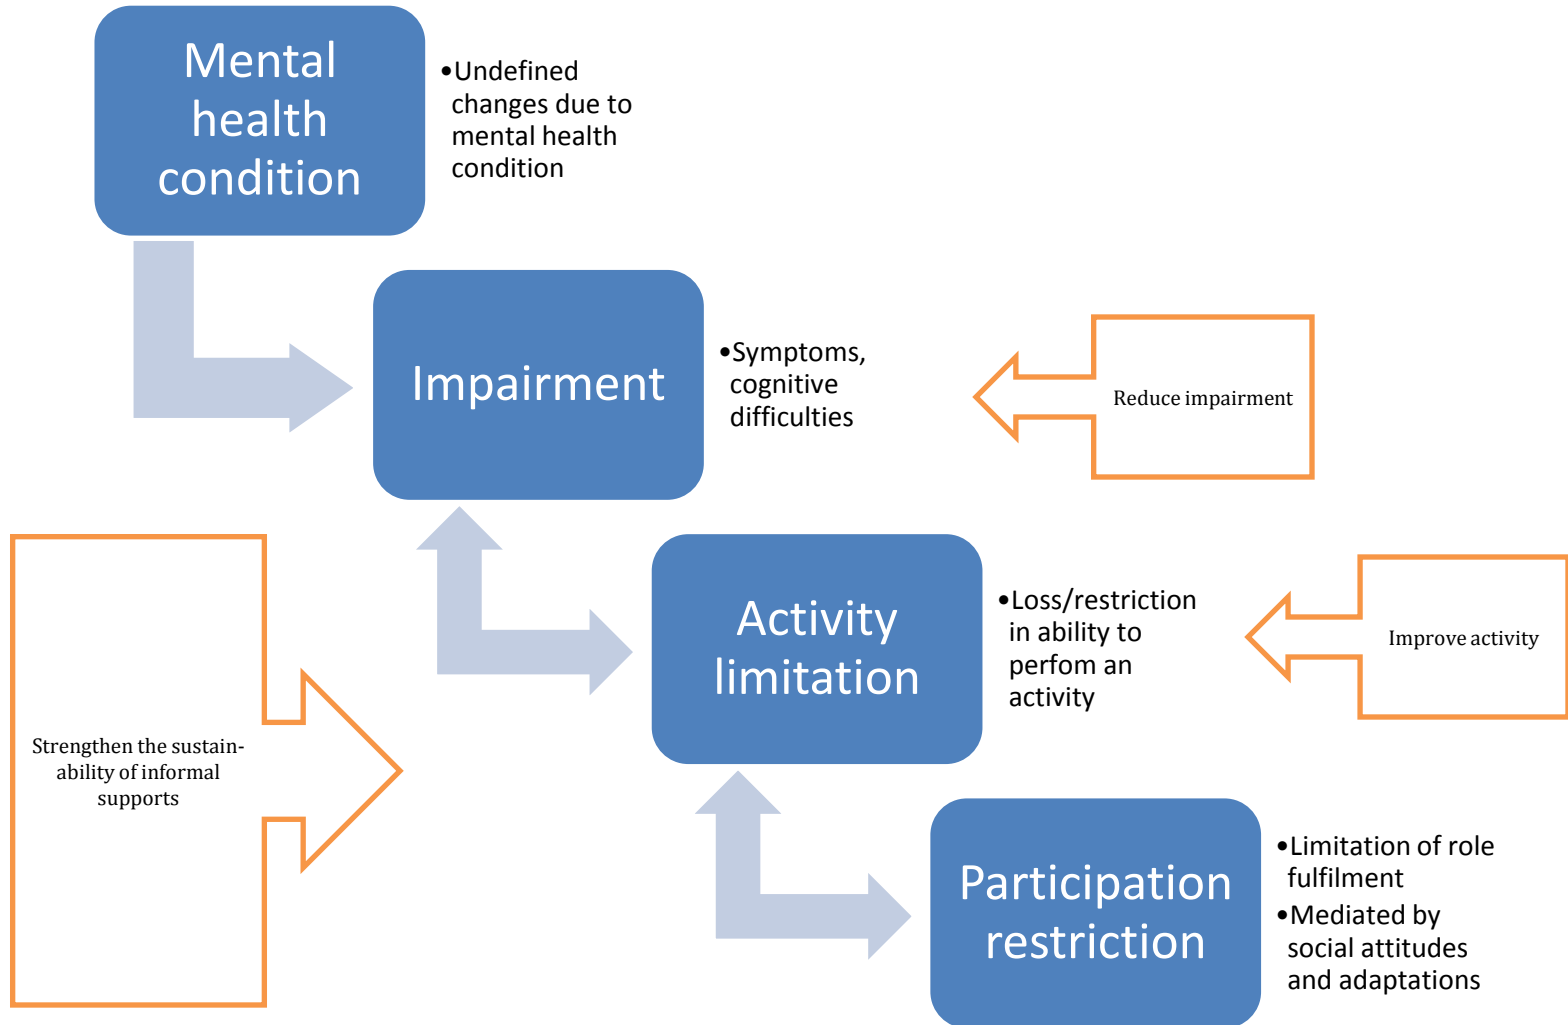 Mental
health
condition
•Undefined
changes due to
mental health
condition
Impairment
•Symptoms,
cognitive
difficulties
Reduce impairment
Activity
limitation
•Loss/restriction
in ability to
perfom an
activity
Improve activity
Strengthen the sustain-
ability of informal
supports
Participation
restriction
•Limitation of role
fulfilment
•Mediated by
social attitudes
and adaptations